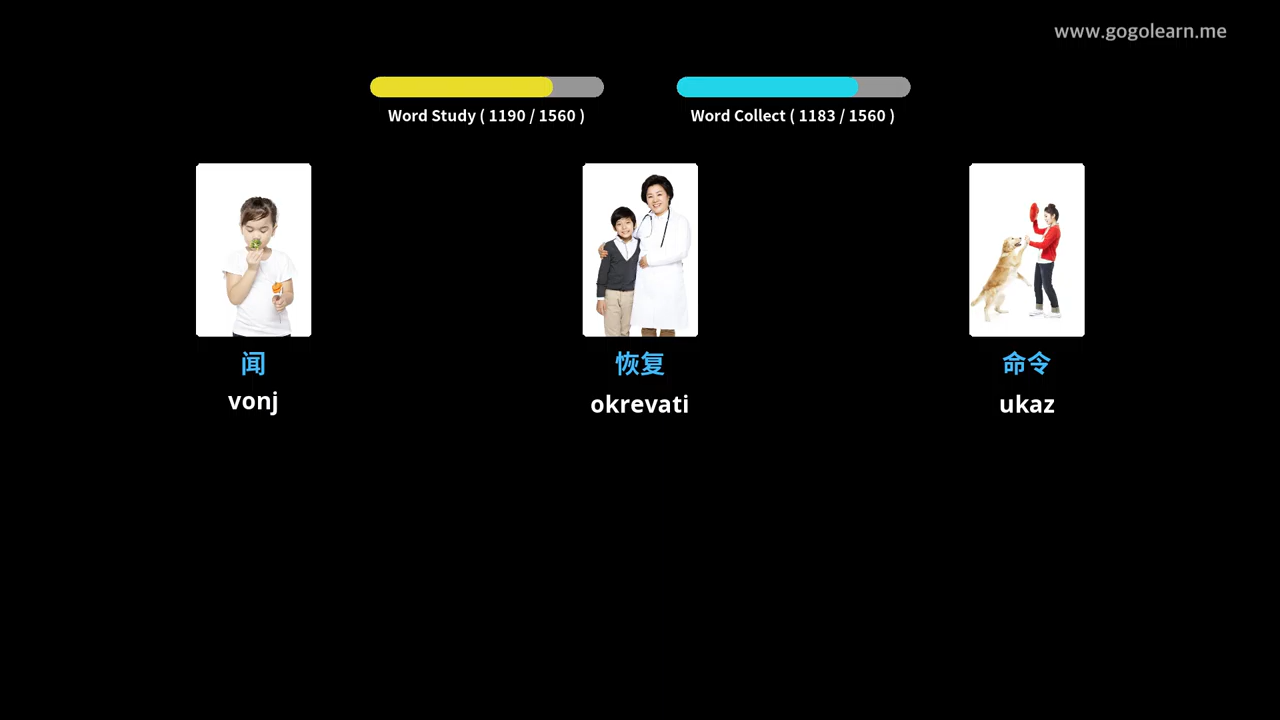 www.gogolearn.me
Word Study ( 1190 / 1560 )
Word Collect ( 1183 / 1560 )
闻
恢复
命令
vonj
okrevati
ukaz